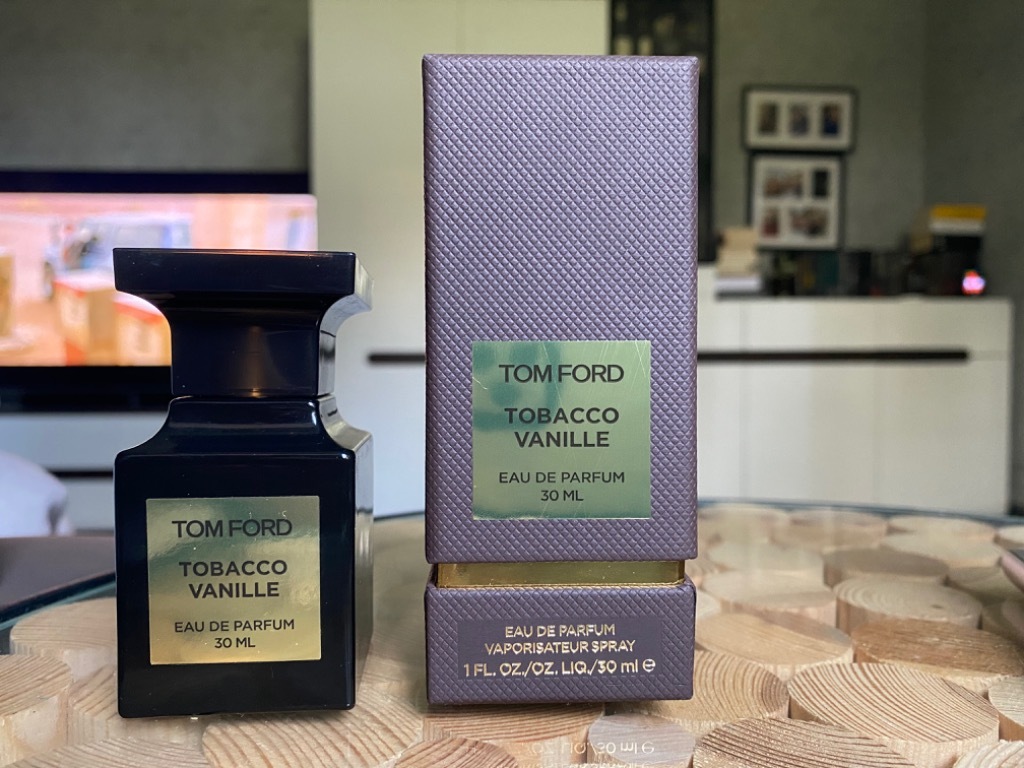 TOM FORD
TOBACCO
VANILLE
EAU DE PARFUM
30 ML
TOM FORD
TOBACCO
VANILLE
EAU DE PARFUM
30 ML
EAU DE PARFUM
VAPORISATEUR SPRAY
1 FL. OZ./OZ. LIQ./30 ml ℮